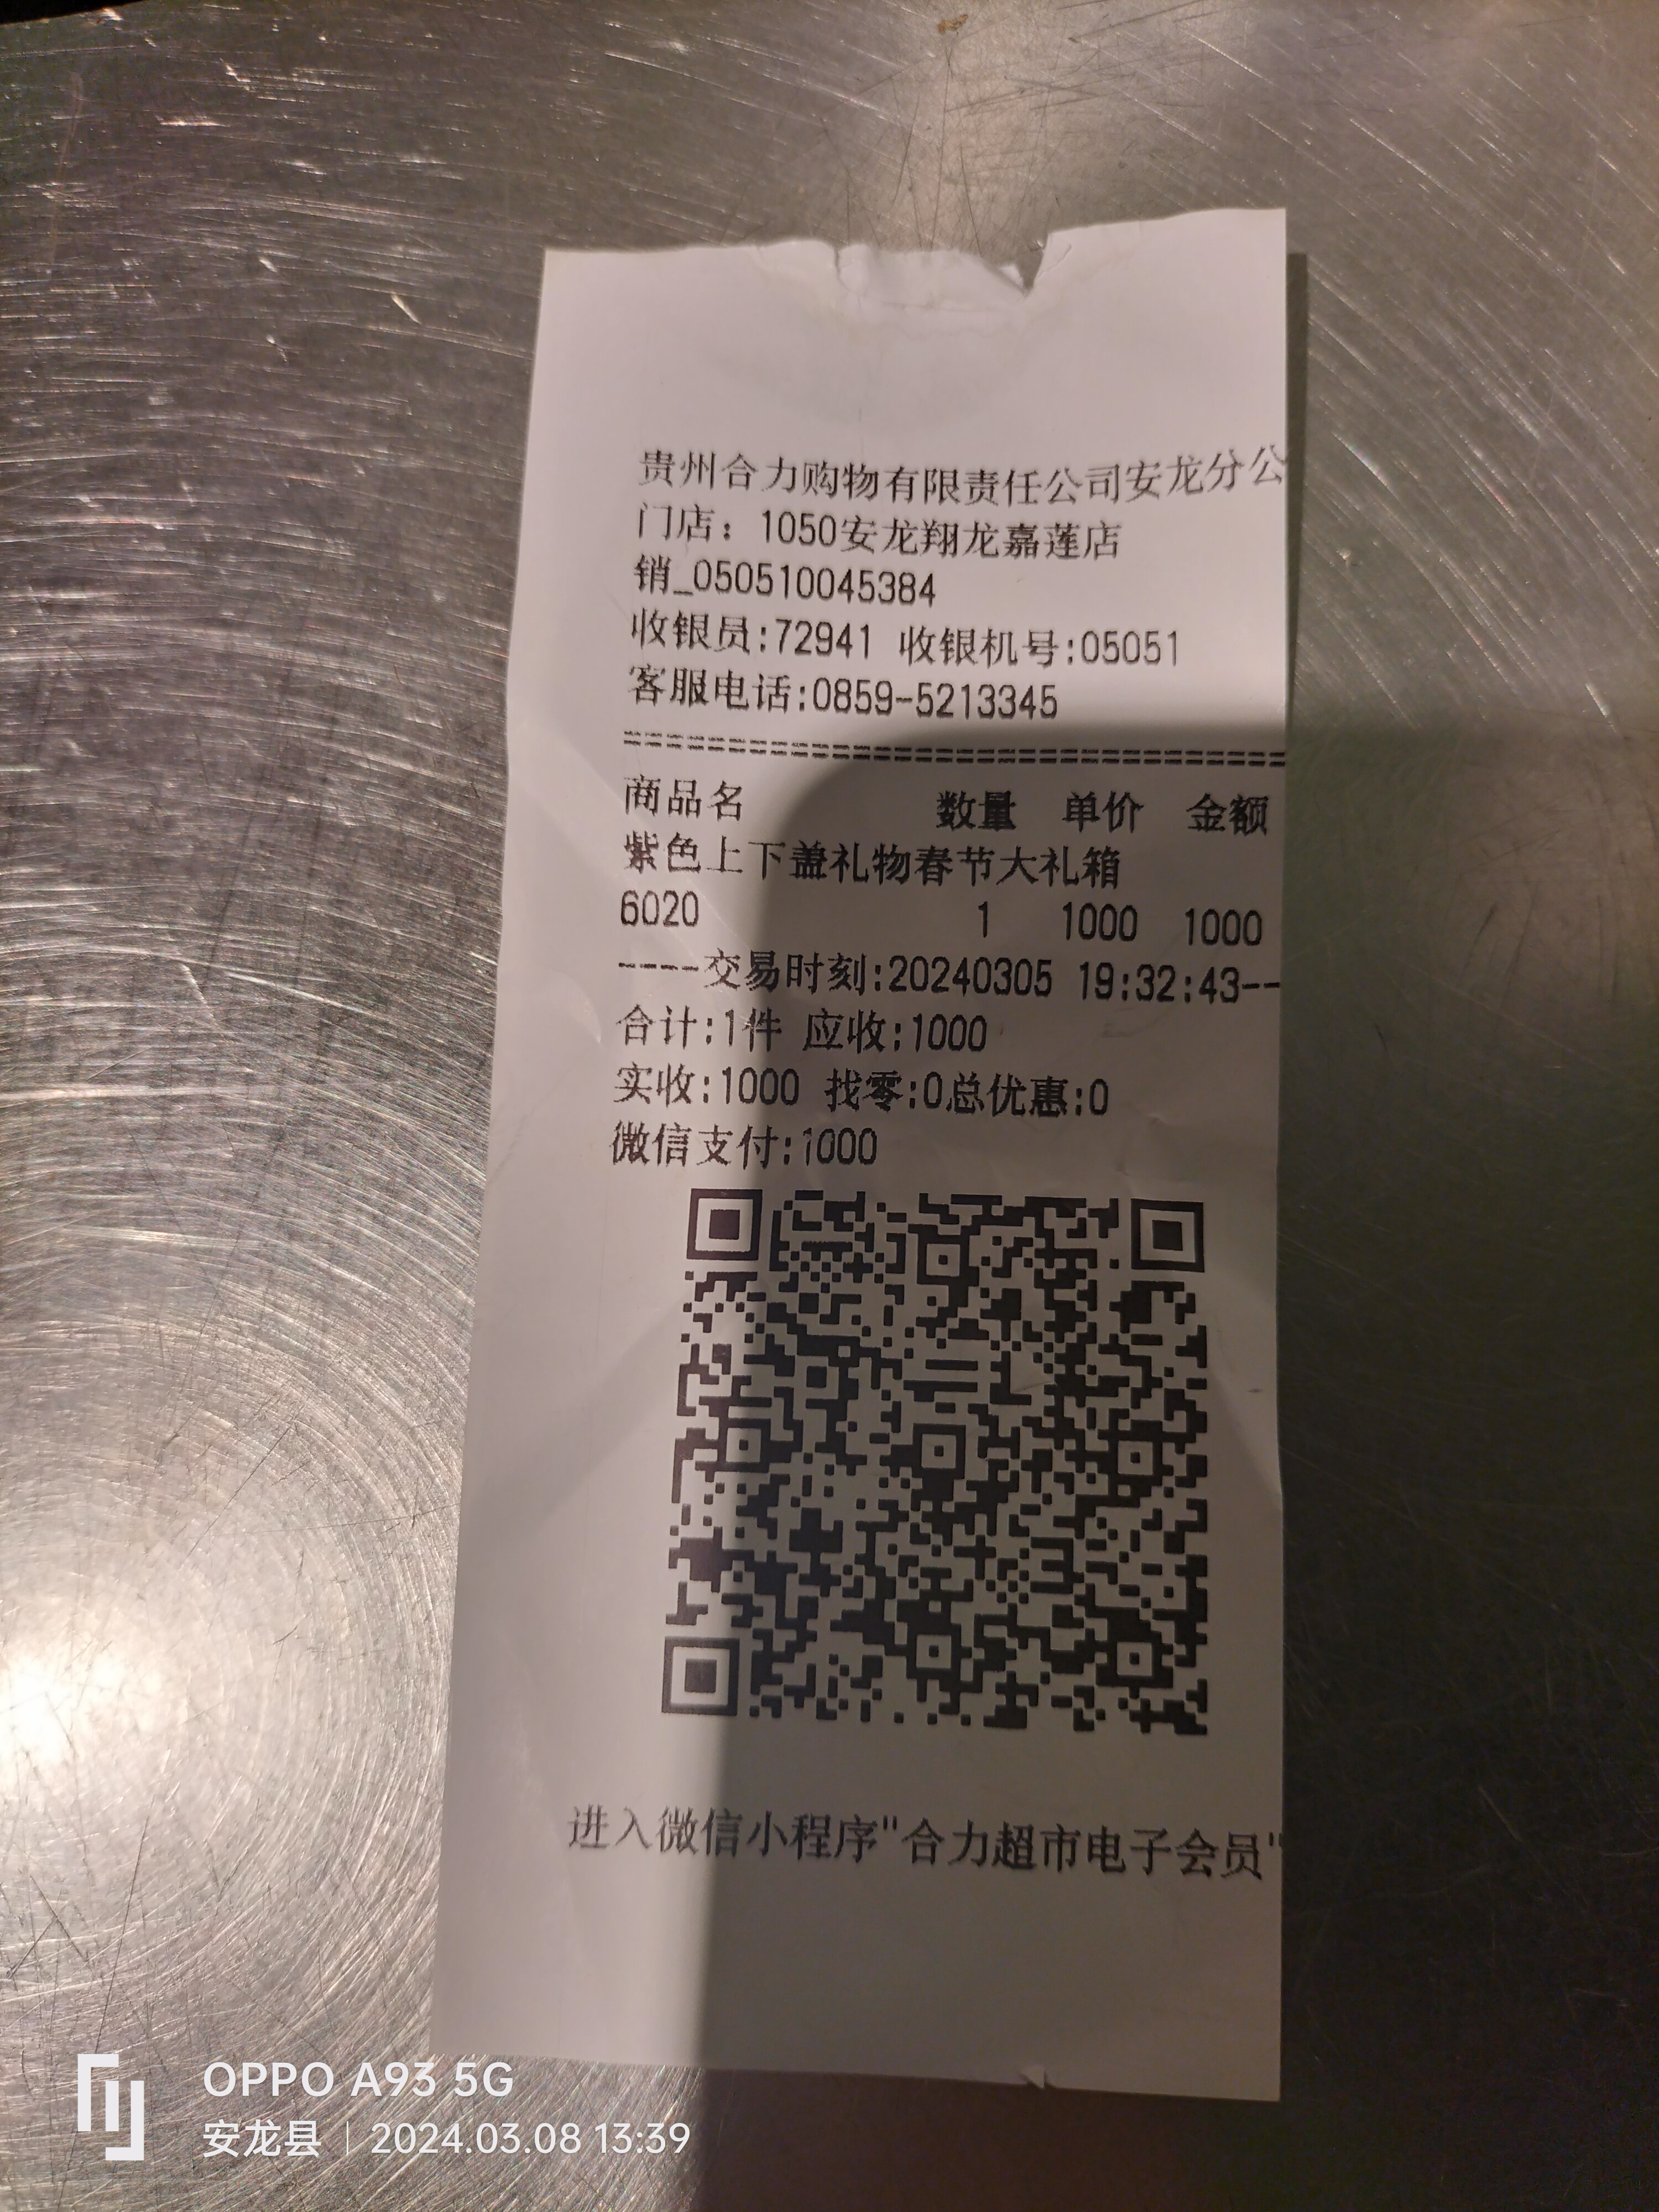 贵州合力购物有限责任公司安龙分公
门店：1050安龙翔龙嘉莲店
销_050510045384
收银员:72941 收银机号:05051
客服电话:0859-5213345
================================
商品名 数量 单价 金额
紫色上下盖礼物春节大礼箱
6020 1 1000 1000
----交易时刻:20240305 19:32:43--
合计:1件 应收:1000
实收:1000 找零:0总优惠:0
微信支付:1000
进入微信小程序"合力超市电子会员"
OPPO A93 5G
安龙县 | 2024.03.08 13:39